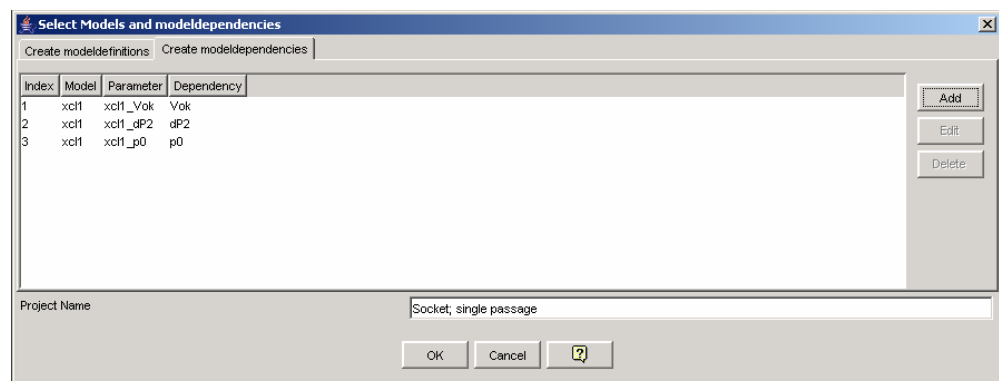 Select Models and modeldependencies
Create modeldefinitions Create modeldependencies
Index Model Parameter Dependency
1 xcl1 xcl1_Vok Vok
2 xcl1 xcl1_dP2 dP2
3 xcl1 xcl1_p0 p0
Add
Edit
Delete
Project Name Socket; single passage
OK Cancel ?